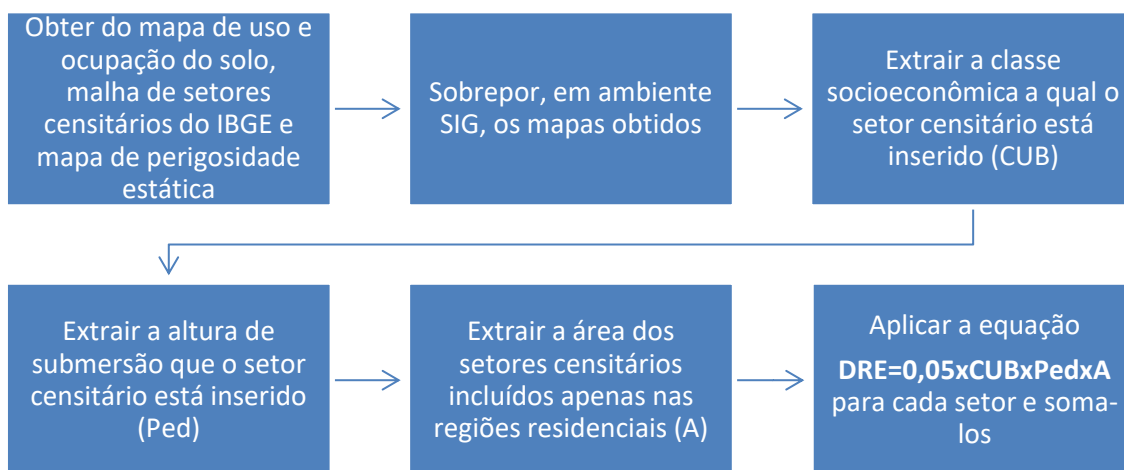 Obter do mapa de uso e
ocupação do solo,
malha de setores
censitários do IBGE e
mapa de perigosidade
estática
Sobrepor, em ambiente
SIG, os mapas obtidos
Extrair a classe
socioeconômica a qual o
setor censitário está
inserido (CUB)
Extrair a altura de
submersão que o setor
censitário está inserido
(Ped)
Extrair a área dos
setores censitários
incluídos apenas nas
regiões residenciais (A)
Aplicar a equação
DRE=0,05xCUBxPedxA
para cada setor e soma-
los